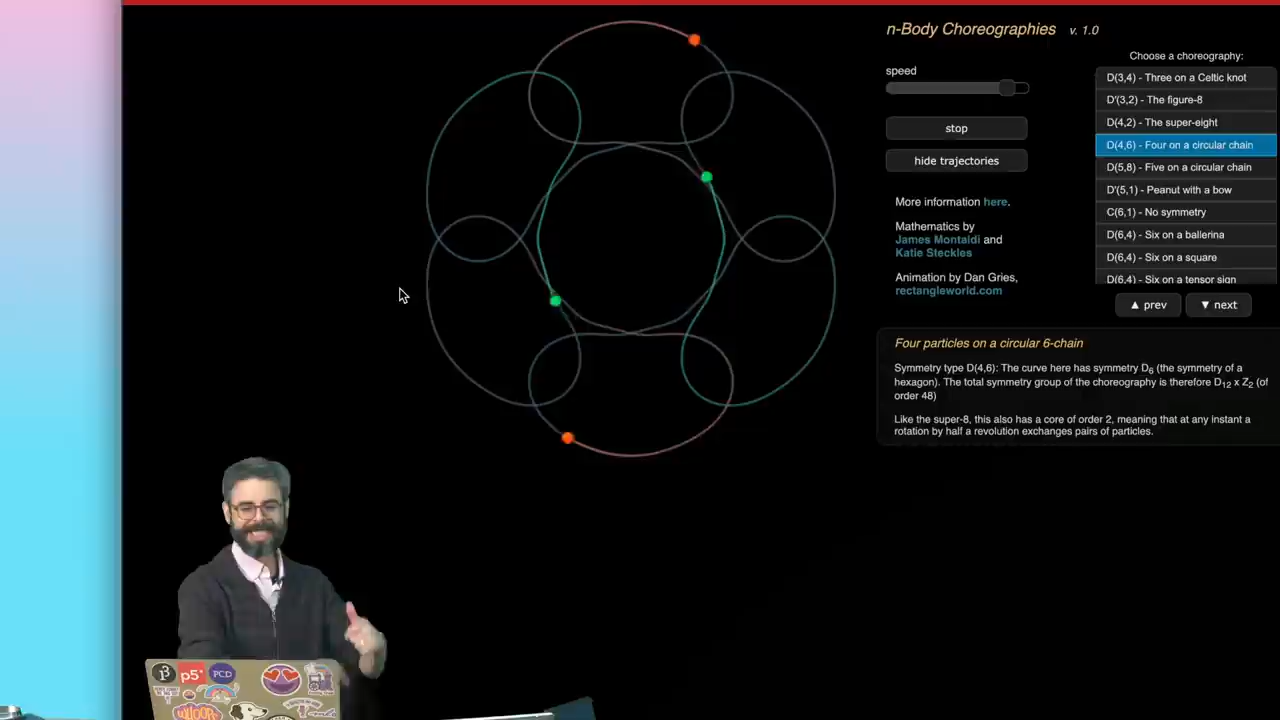 n-Body Choreographies v. 1.0
speed
stop
hide trajectories
More information here.
Mathematics by
James Montaldi and
Katie Steckles
Animation by Dan Gries,
rectangleworld.com
Choose a choreography:
D(3,4) - Three on a Celtic knot
D'(3,2) - The figure-8
D(4,2) - The super-eight
D(4,6) - Four on a circular chain
D(5,8) - Five on a circular chain
D'(5,1) - Peanut with a bow
C(6,1) - No symmetry
D(6,4) - Six on a ballerina
D(6,4) - Six on a square
D(6,4) - Six on a tensor sign
▲ prev
▼ next
Four particles on a circular 6-chain
Symmetry type D(4,6): The curve here has symmetry D6 (the symmetry of a
hexagon). The total symmetry group of the choreography is therefore D12 x Z2 (of
order 48)
Like the super-8, this also has a core of order 2, meaning that at any instant a
rotation by half a revolution exchanges pairs of particles.
p5*
PCD
WHOOPS